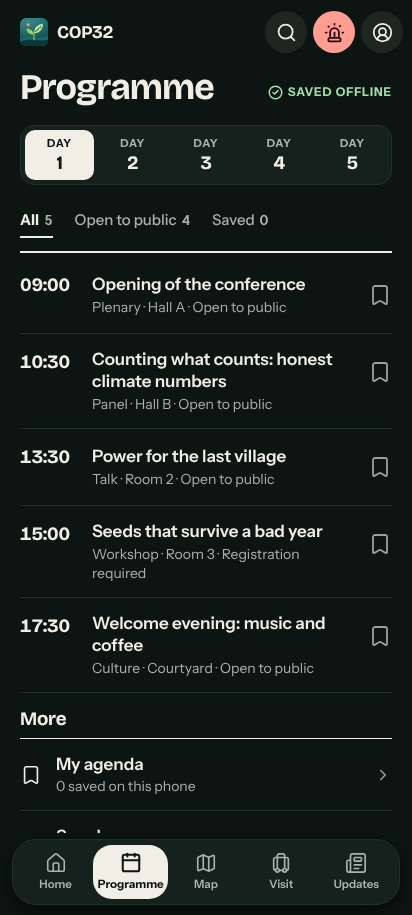 COP32
Programme
SAVED OFFLINE
DAY DAY DAY DAY DAY
1 2 3 4 5
All 5 Open to public 4 Saved 0
09:00 Opening of the conference
Plenary · Hall A · Open to public
10:30 Counting what counts: honest
climate numbers
Panel · Hall B · Open to public
13:30 Power for the last village
Talk · Room 2 · Open to public
15:00 Seeds that survive a bad year
Workshop · Room 3 · Registration
required
17:30 Welcome evening: music and
coffee
Culture · Courtyard · Open to public
More
My agenda
0 saved on this phone
Home Programme Map Visit Updates